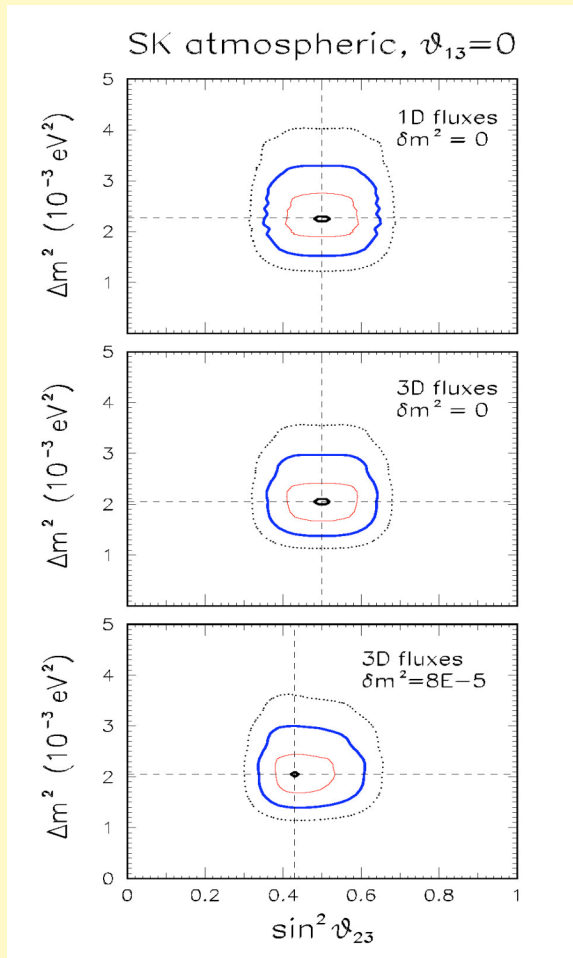 SK atmospheric, ϑ₁₃=0
5
4
3
2
1
Δm² (10⁻³ eV²)
1D fluxes
δm² = 0
5
4
3
2
1
Δm² (10⁻³ eV²)
3D fluxes
δm² = 0
5
4
3
2
1
0
Δm² (10⁻³ eV²)
3D fluxes
δm²=8E−5
0 0.2 0.4 0.6 0.8 1
sin² ϑ₂₃